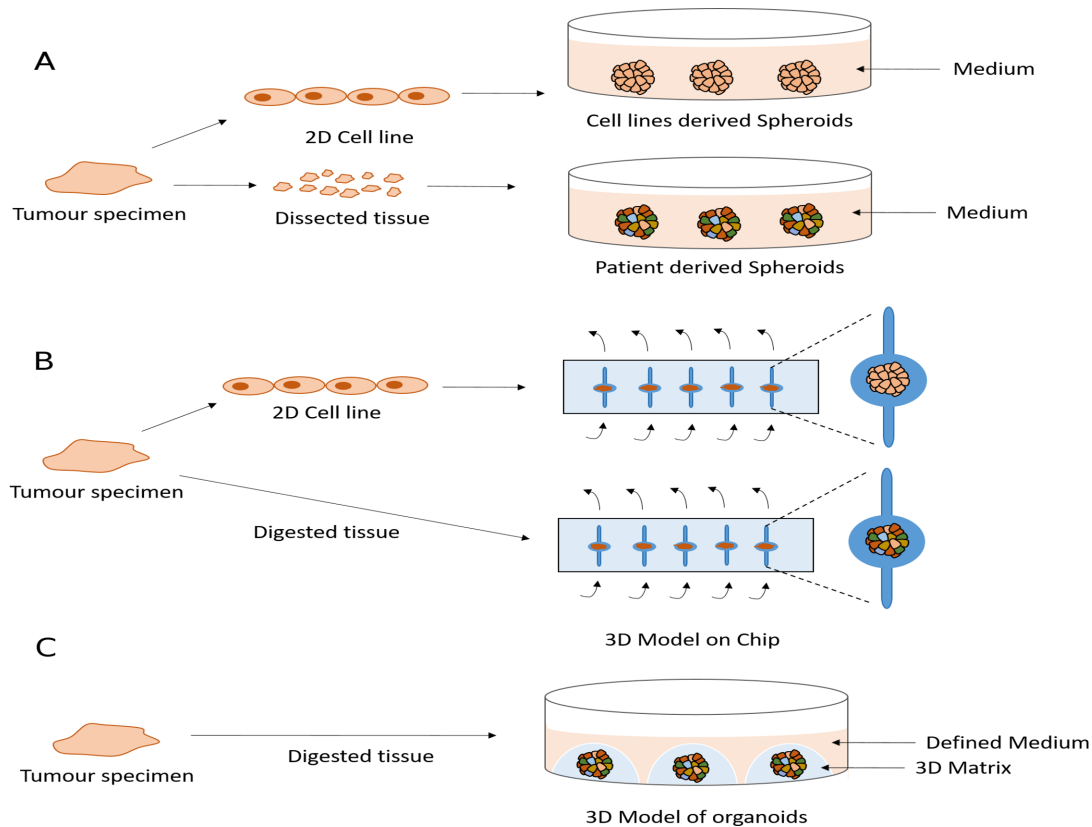 A
Medium
2D Cell line
Cell lines derived Spheroids
Tumour specimen
Dissected tissue
Medium
Patient derived Spheroids
B
2D Cell line
Tumour specimen
Digested tissue
3D Model on Chip
C
Digested tissue
Defined Medium
3D Matrix
Tumour specimen
3D Model of organoids